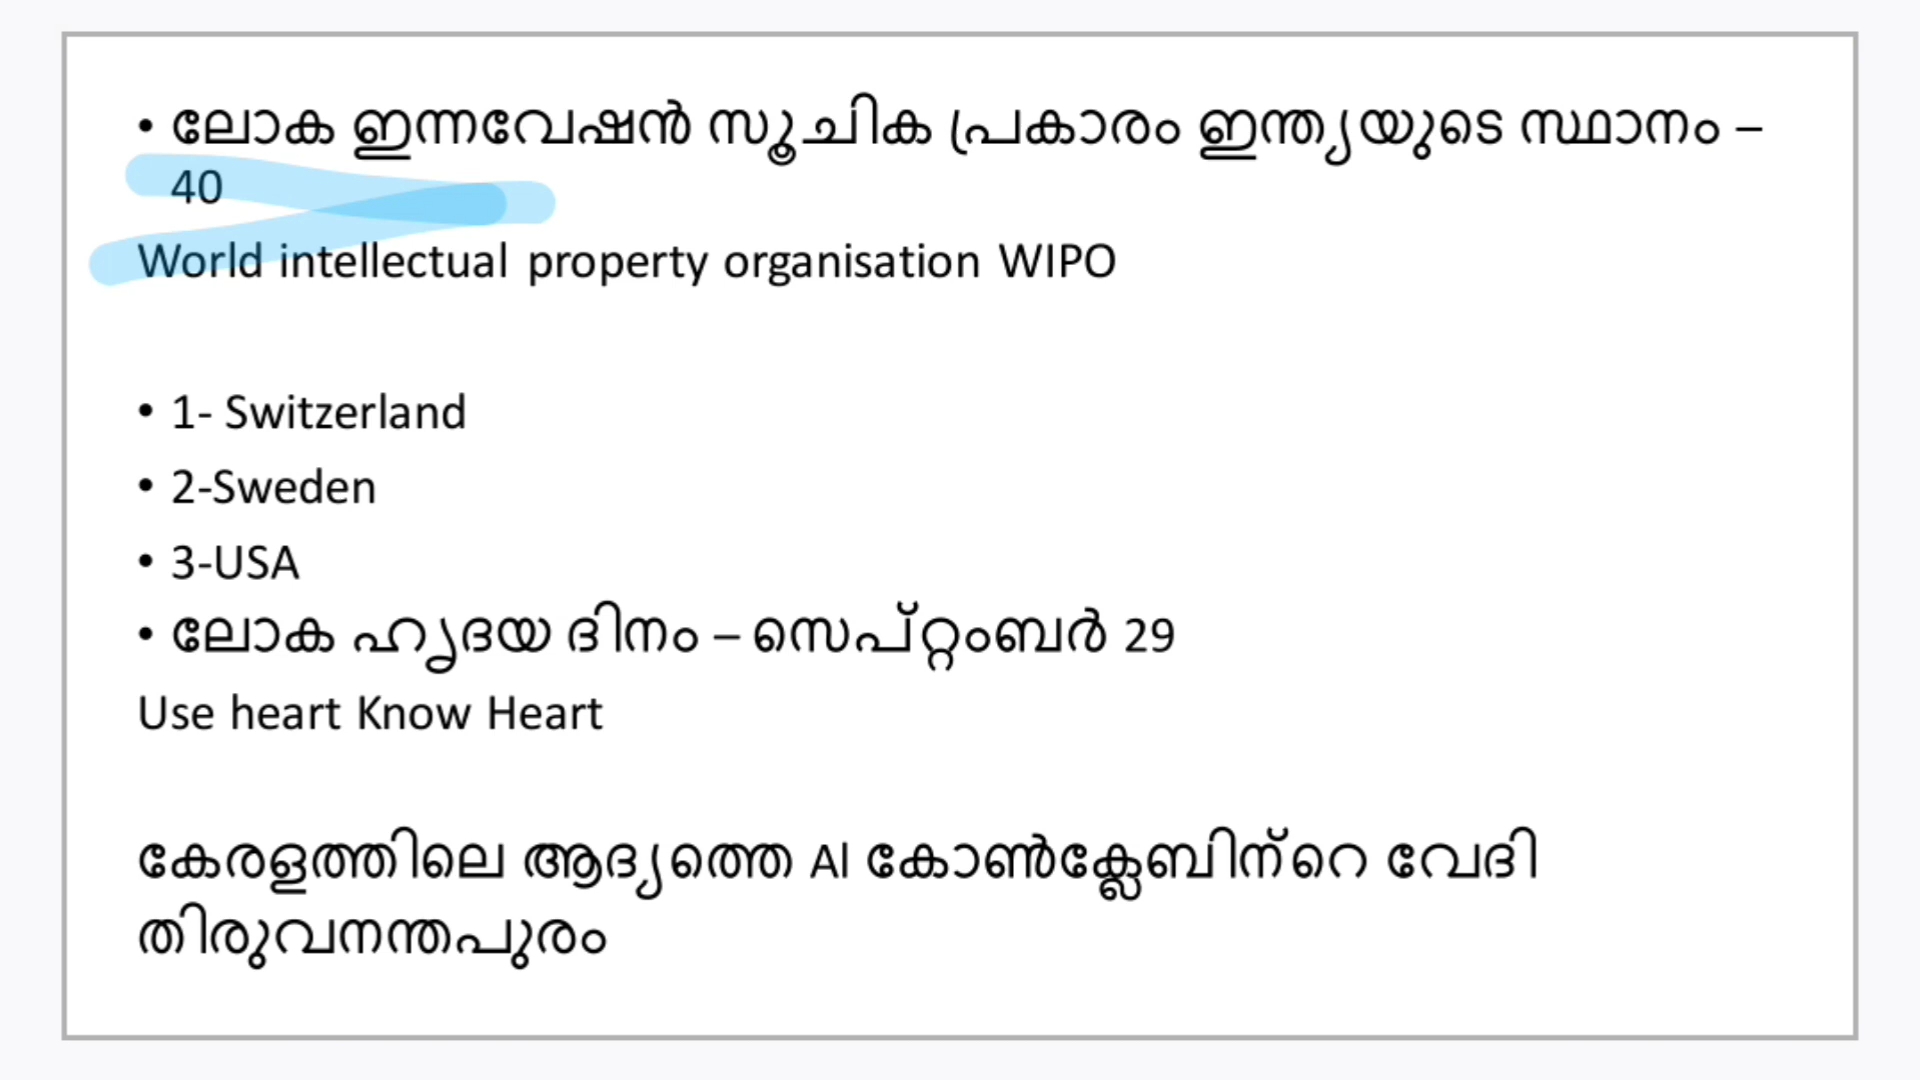 • ലോക ഇന്നവേഷൻ സൂചിക പ്രകാരം ഇന്ത്യയുടെ സ്ഥാനം –
40
World intellectual property organisation WIPO
• 1- Switzerland
• 2-Sweden
• 3-USA
• ലോക ഹൃദയ ദിനം – സെപ്റ്റംബർ 29
Use heart Know Heart
കേരളത്തിലെ ആദ്യത്തെ AI കോൺക്ലേബിന്റെ വേദി
തിരുവനന്തപുരം